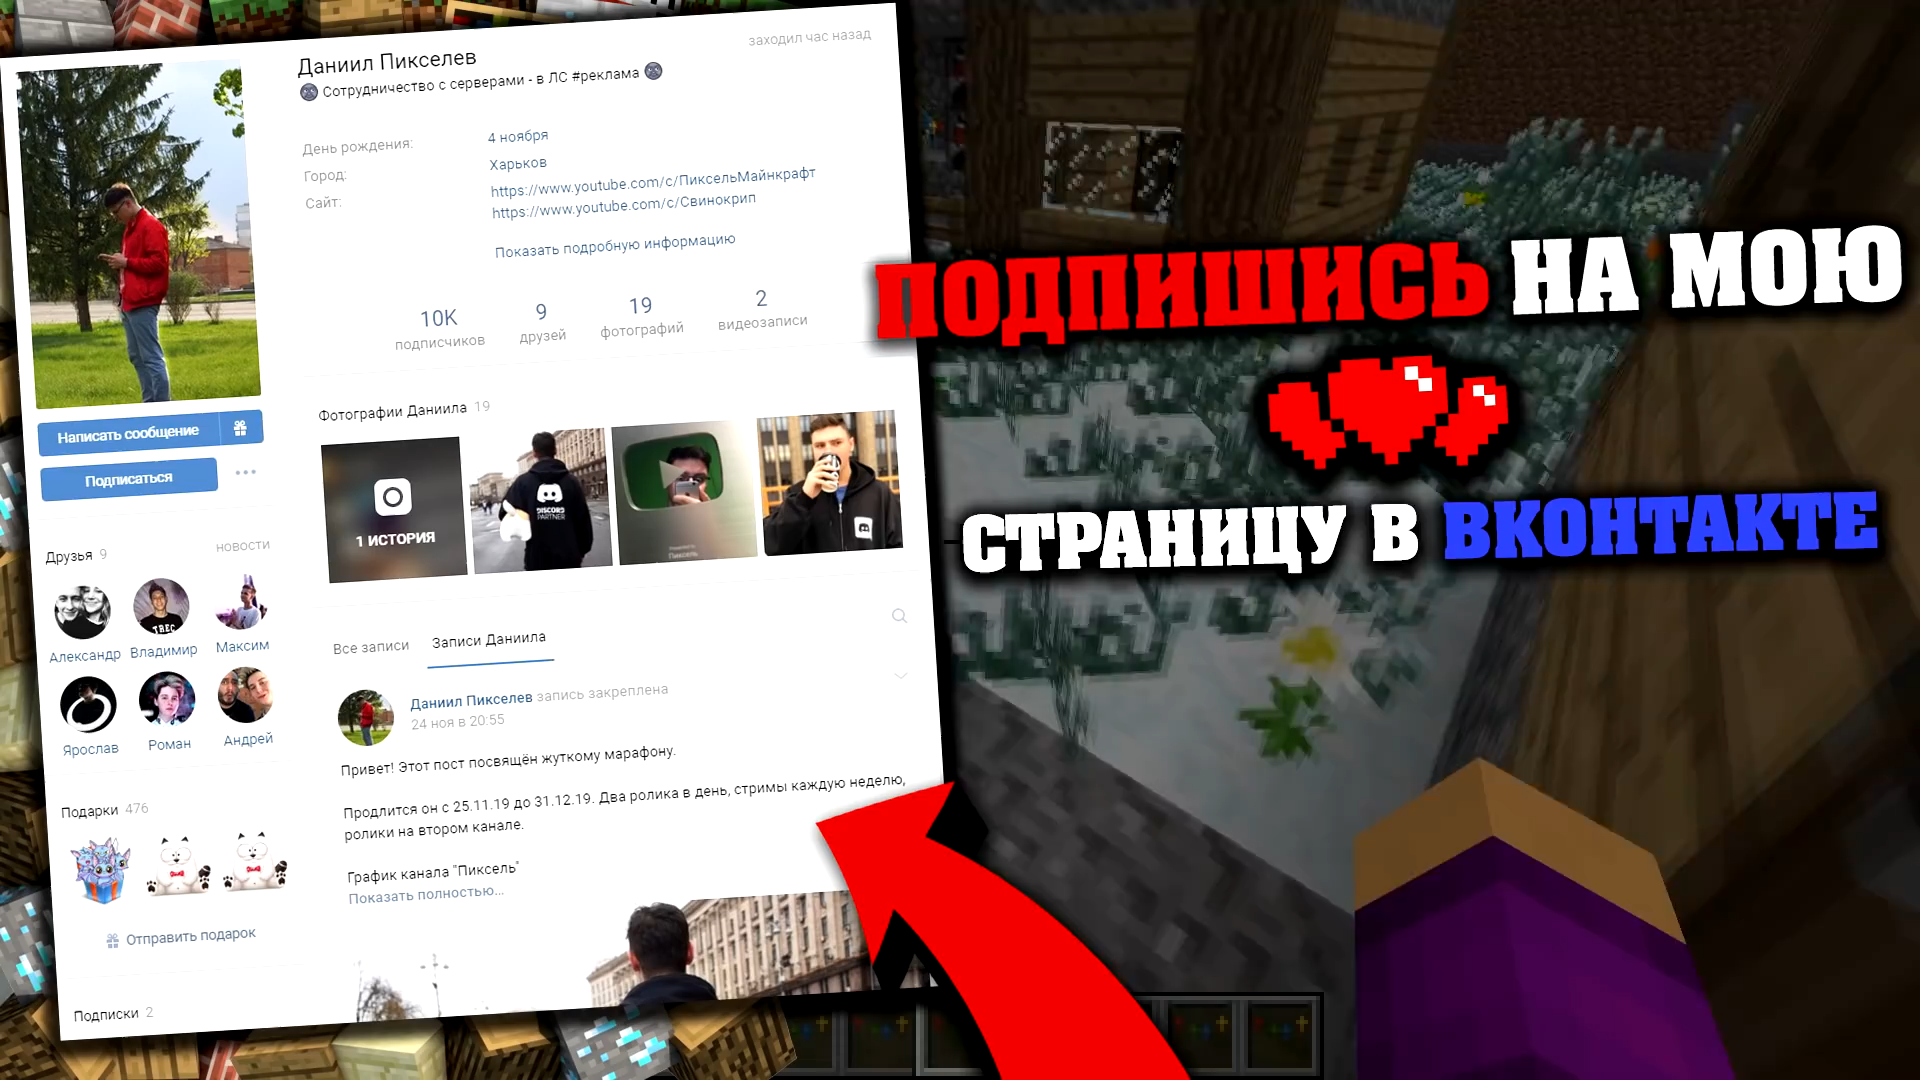 Даниил Пикселев
заходил час назад
Сотрудничество с серверами - в ЛС #реклама
День рождения: 4 ноября
Город: Харьков
Сайт: https://www.youtube.com/c/ПиксельМайнкрафт
https://www.youtube.com/c/Свинокрип
Показать подробную информацию
10K 9 19 2
подписчиков друзей фотографий видеозаписи
Написать сообщение
Подписаться
Фотографии Даниила 19
1 ИСТОРИЯ
DISCORD
PARTNER
Пиксель
Друзья 9 новости
TREC
Александр Владимир Максим
Ярослав Роман Андрей
Подарки 476
Отправить подарок
Подписки 2
Все записи Записи Даниила
Даниил Пикселев запись закреплена
24 ноя в 20:55
Привет! Этот пост посвящён жуткому марафону.
Продлится он с 25.11.19 до 31.12.19. Два ролика в день, стримы каждую неделю,
ролики на втором канале.
График канала "Пиксель"
Показать полностью...
ПОДПИШИСЬ НА МОЮ
СТРАНИЦУ В ВКОНТАКТЕ